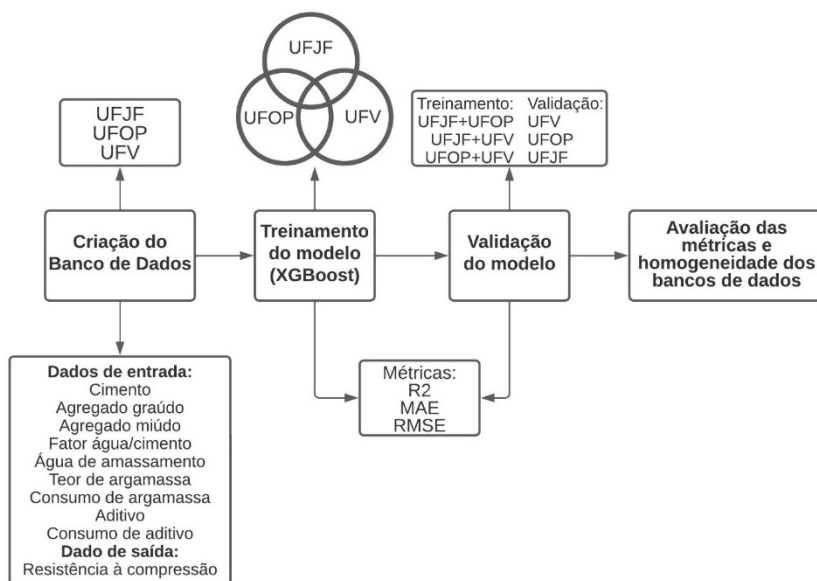 UFJF
UFOP
UFV
UFJF
UFOP
UFV
Treinamento: Validação:
UFJF+UFOP UFV
UFJF+UFV UFOP
UFOP+UFV UFJF
Criação do
Banco de Dados
Treinamento
do modelo
(XGBoost)
Validação
do modelo
Avaliação das
métricas e
homogeneidade dos
bancos de dados
Dados de entrada:
Cimento
Agregado graúdo
Agregado miúdo
Fator água/cimento
Água de amassamento
Teor de argamassa
Consumo de argamassa
Aditivo
Consumo de aditivo
Dado de saída:
Resistência à compressão
Métricas:
R2
MAE
RMSE